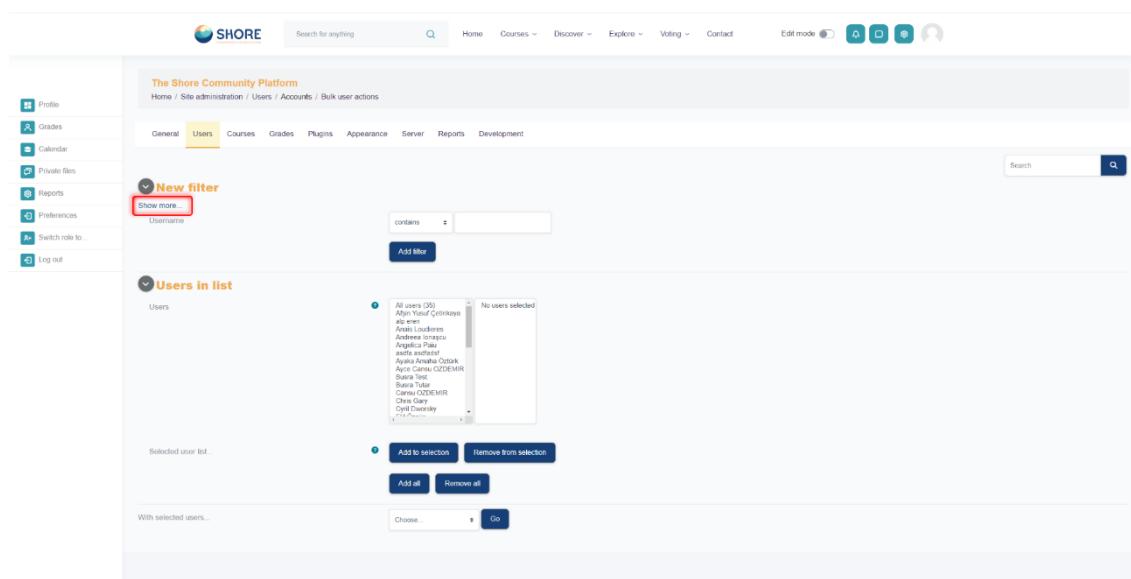 SHORE
Search for anything
Home Courses Discover Explore Voting Contact
Edit mode
The Shore Community Platform
Home / Site administration / Users / Accounts / Bulk user actions
Profile
Grades
Calendar
Private files
Reports
Preferences
Switch role to...
Log out
General Users Courses Grades Plugins Appearance Server Reports Development
Search
New filter
Show more...
Username
contains
Add filter
Users in list
Users
All users (35)
Afşin Yusuf Çetinkaya
alp eren
Anais Loudieres
Andreea Ionașcu
Angelica Paiu
asdfa asdfadsf
Ayaka Amaha Öztürk
Ayce Cansu OZDEMIR
Busra Test
Busra Tutar
Cansu OZDEMIR
Chris Gary
Cyril Dworsky
No users selected
Selected user list...
Add to selection Remove from selection
Add all Remove all
With selected users...
Choose...
Go